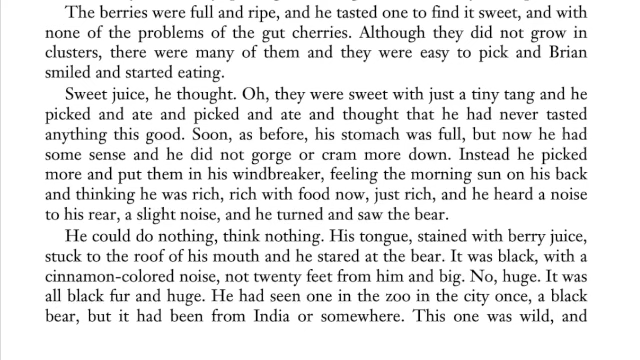 The berries were full and ripe, and he tasted one to find it sweet, and with
none of the problems of the gut cherries. Although they did not grow in
clusters, there were many of them and they were easy to pick and Brian
smiled and started eating.
Sweet juice, he thought. Oh, they were sweet with just a tiny tang and he
picked and ate and picked and ate and thought that he had never tasted
anything this good. Soon, as before, his stomach was full, but now he had
some sense and he did not gorge or cram more down. Instead he picked
more and put them in his windbreaker, feeling the morning sun on his back
and thinking he was rich, rich with food now, just rich, and he heard a noise
to his rear, a slight noise, and he turned and saw the bear.
He could do nothing, think nothing. His tongue, stained with berry juice,
stuck to the roof of his mouth and he stared at the bear. It was black, with a
cinnamon-colored noise, not twenty feet from him and big. No, huge. It was
all black fur and huge. He had seen one in the zoo in the city once, a black
bear, but it had been from India or somewhere. This one was wild, and